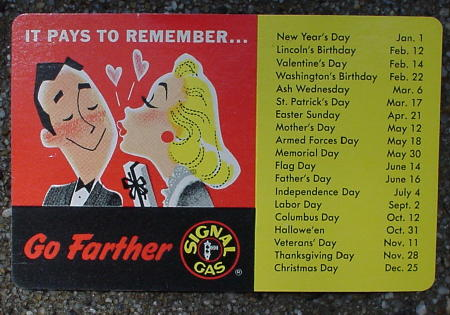 IT PAYS TO REMEMBER...
Go Farther
SIGNAL
GAS
®
New Year's Day Jan. 1
Lincoln's Birthday Feb. 12
Valentine's Day Feb. 14
Washington's Birthday Feb. 22
Ash Wednesday Mar. 6
St. Patrick's Day Mar. 17
Easter Sunday Apr. 21
Mother's Day May 12
Armed Forces Day May 18
Memorial Day May 30
Flag Day June 14
Father's Day June 16
Independence Day July 4
Labor Day Sept. 2
Columbus Day Oct. 12
Hallowe'en Oct. 31
Veterans' Day Nov. 11
Thanksgiving Day Nov. 28
Christmas Day Dec. 25